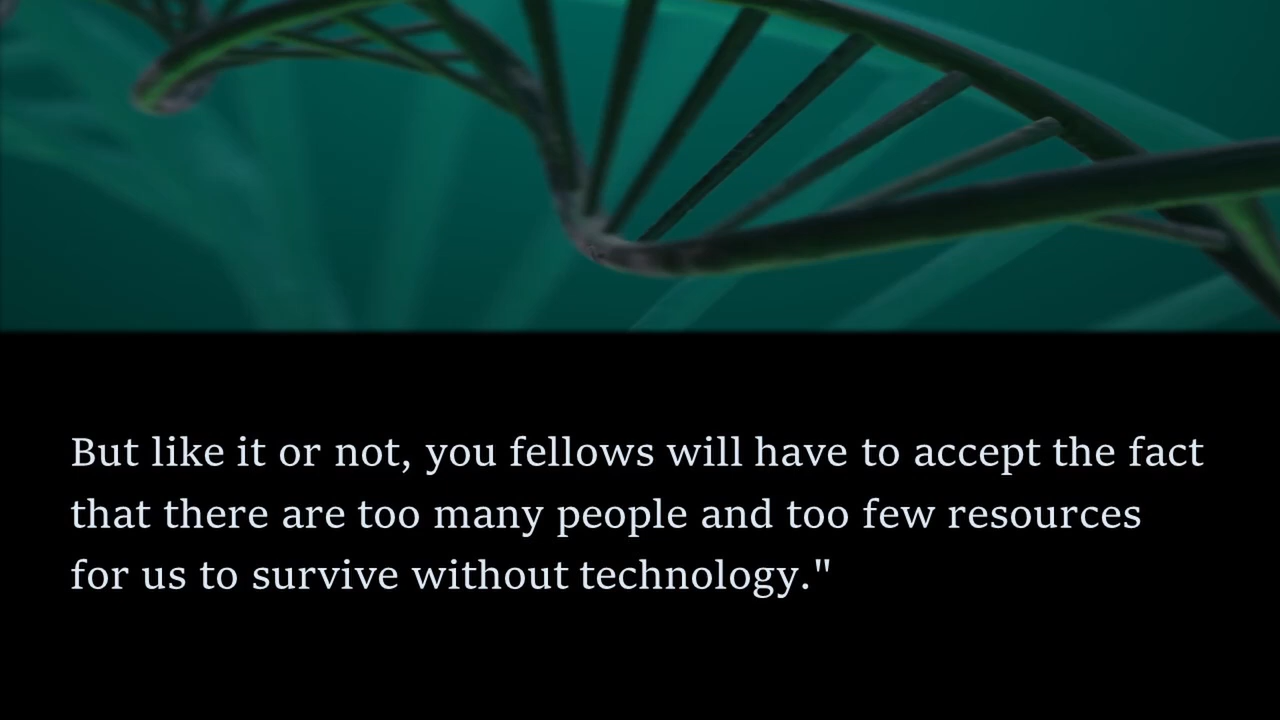 But like it or not, you fellows will have to accept the fact
that there are too many people and too few resources
for us to survive without technology."